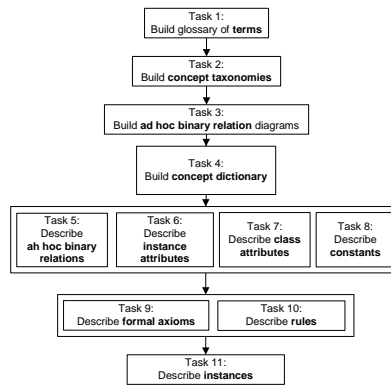 Task 1:
Build glossary of terms
Task 2:
Build concept taxonomies
Task 3:
Build ad hoc binary relation diagrams
Task 4:
Build concept dictionary
Task 5:
Describe
ah hoc binary
relations
Task 6:
Describe
instance
attributes
Task 7:
Describe class
attributes
Task 8:
Describe
constants
Task 9:
Describe formal axioms
Task 10:
Describe rules
Task 11:
Describe instances